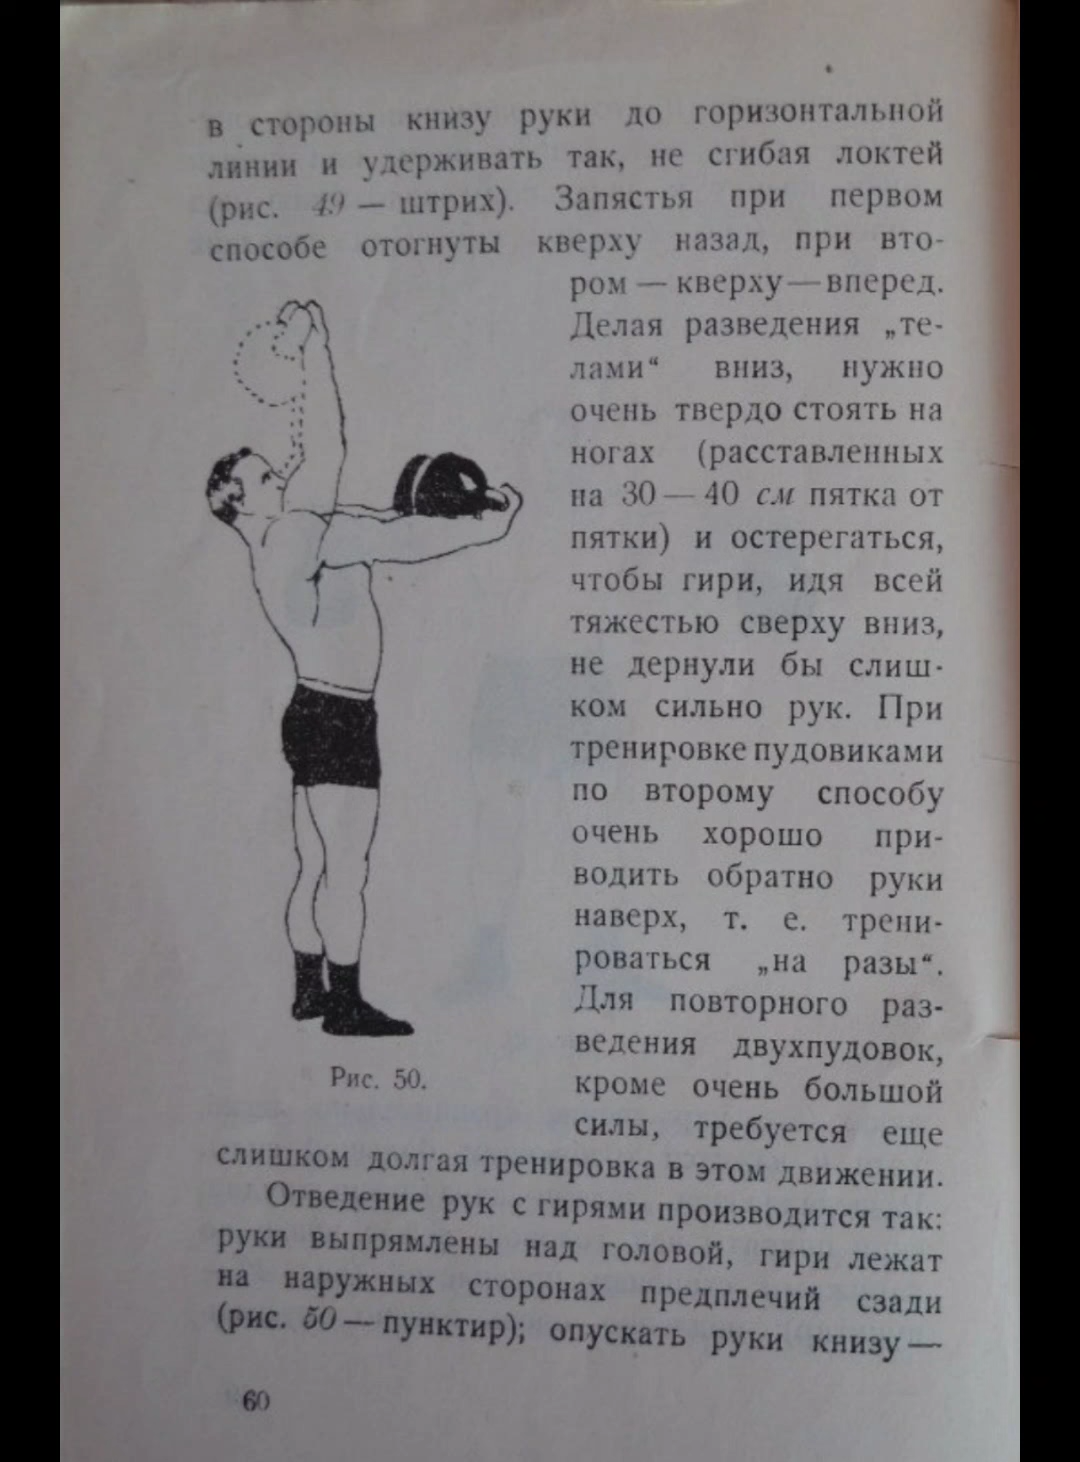 в стороны книзу руки до горизонтальной
линии и удерживать так, не сгибая локтей
(рис. 49 — штрих). Запястья при первом
способе отогнуты кверху назад, при вто-
ром — кверху — вперед.
Делая разведения „те-
лами“ вниз, нужно
очень твердо стоять на
ногах (расставленных
на 30 — 40 см пятка от
пятки) и остерегаться,
чтобы гири, идя всей
тяжестью сверху вниз,
не дернули бы слиш-
ком сильно рук. При
тренировке пудовиками
по второму способу
очень хорошо при-
водить обратно руки
наверх, т. е. трени-
роваться „на разы“.
Для повторного раз-
ведения двухпудовок,
кроме очень большой
силы, требуется еще
Рис. 50.
слишком долгая тренировка в этом движении.
Отведение рук с гирями производится так:
руки выпрямлены над головой, гири лежат
на наружных сторонах предплечий сзади
(рис. 50 — пунктир); опускать руки книзу —
60